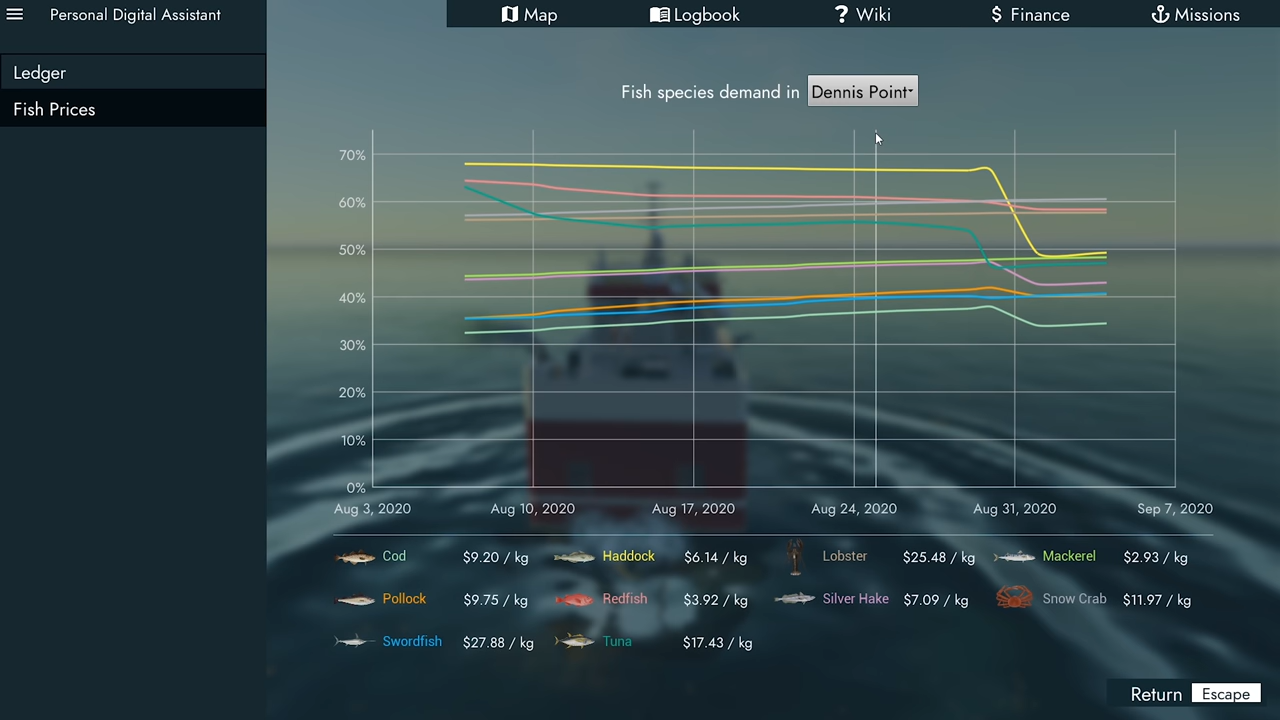 Personal Digital Assistant
Map
Logbook
? Wiki
$ Finance
Missions
Ledger
Fish Prices
Fish species demand in Dennis Point
70%
60%
50%
40%
30%
20%
10%
0%
Aug 3, 2020 Aug 10, 2020 Aug 17, 2020 Aug 24, 2020 Aug 31, 2020 Sep 7, 2020
Cod $9.20 / kg Haddock $6.14 / kg Lobster $25.48 / kg Mackerel $2.93 / kg
Pollock $9.75 / kg Redfish $3.92 / kg Silver Hake $7.09 / kg Snow Crab $11.97 / kg
Swordfish $27.88 / kg Tuna $17.43 / kg
Return Escape